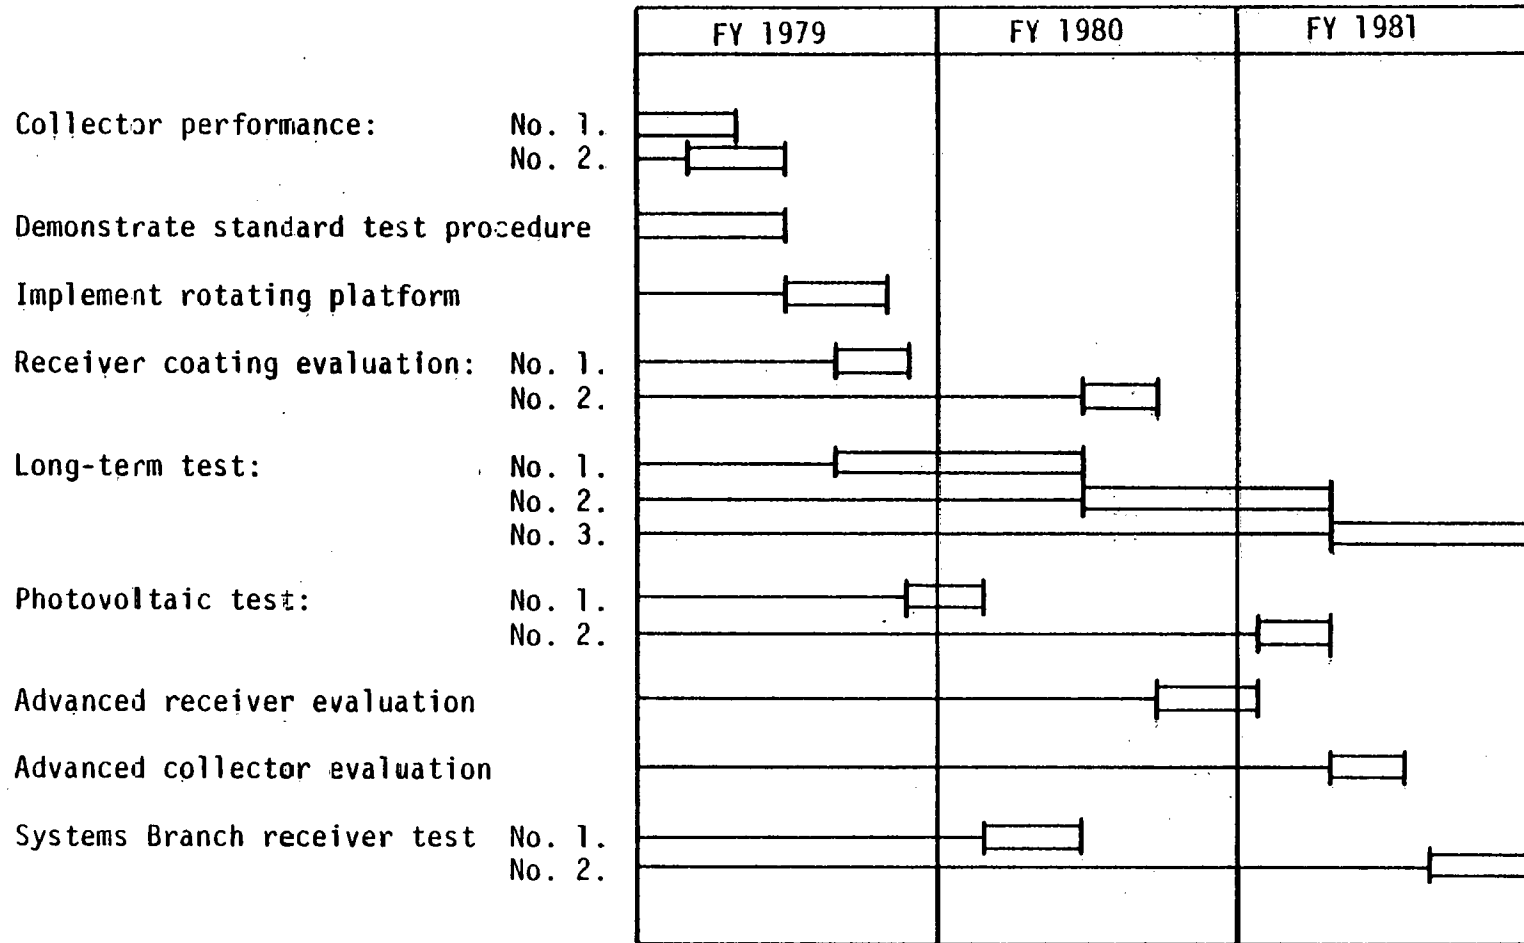 FY 1979 FY 1980 FY 1981
Collector performance: No. 1.
No. 2.
Demonstrate standard test procedure
Implement rotating platform
Receiver coating evaluation: No. 1.
No. 2.
Long-term test: No. 1.
No. 2.
No. 3.
Photovoltaic test: No. 1.
No. 2.
Advanced receiver evaluation
Advanced collector evaluation
Systems Branch receiver test No. 1.
No. 2.